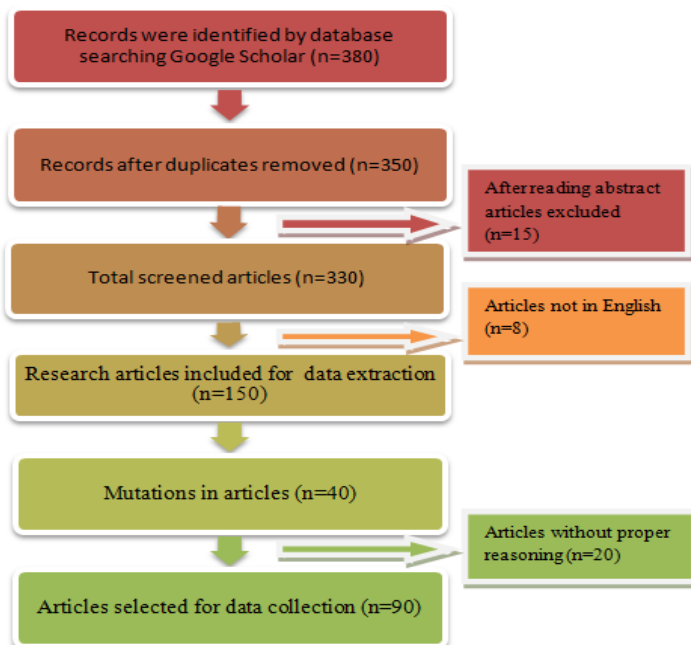 Records were identified by database
searching Google Scholar (n=380)
Records after duplicates removed (n=350)
After reading abstract
articles excluded
(n=15)
Total screened articles (n=330)
Articles not in English
(n=8)
Research articles included for data extraction
(n=150)
Mutations in articles (n=40)
Articles without proper
reasoning (n=20)
Articles selected for data collection (n=90)